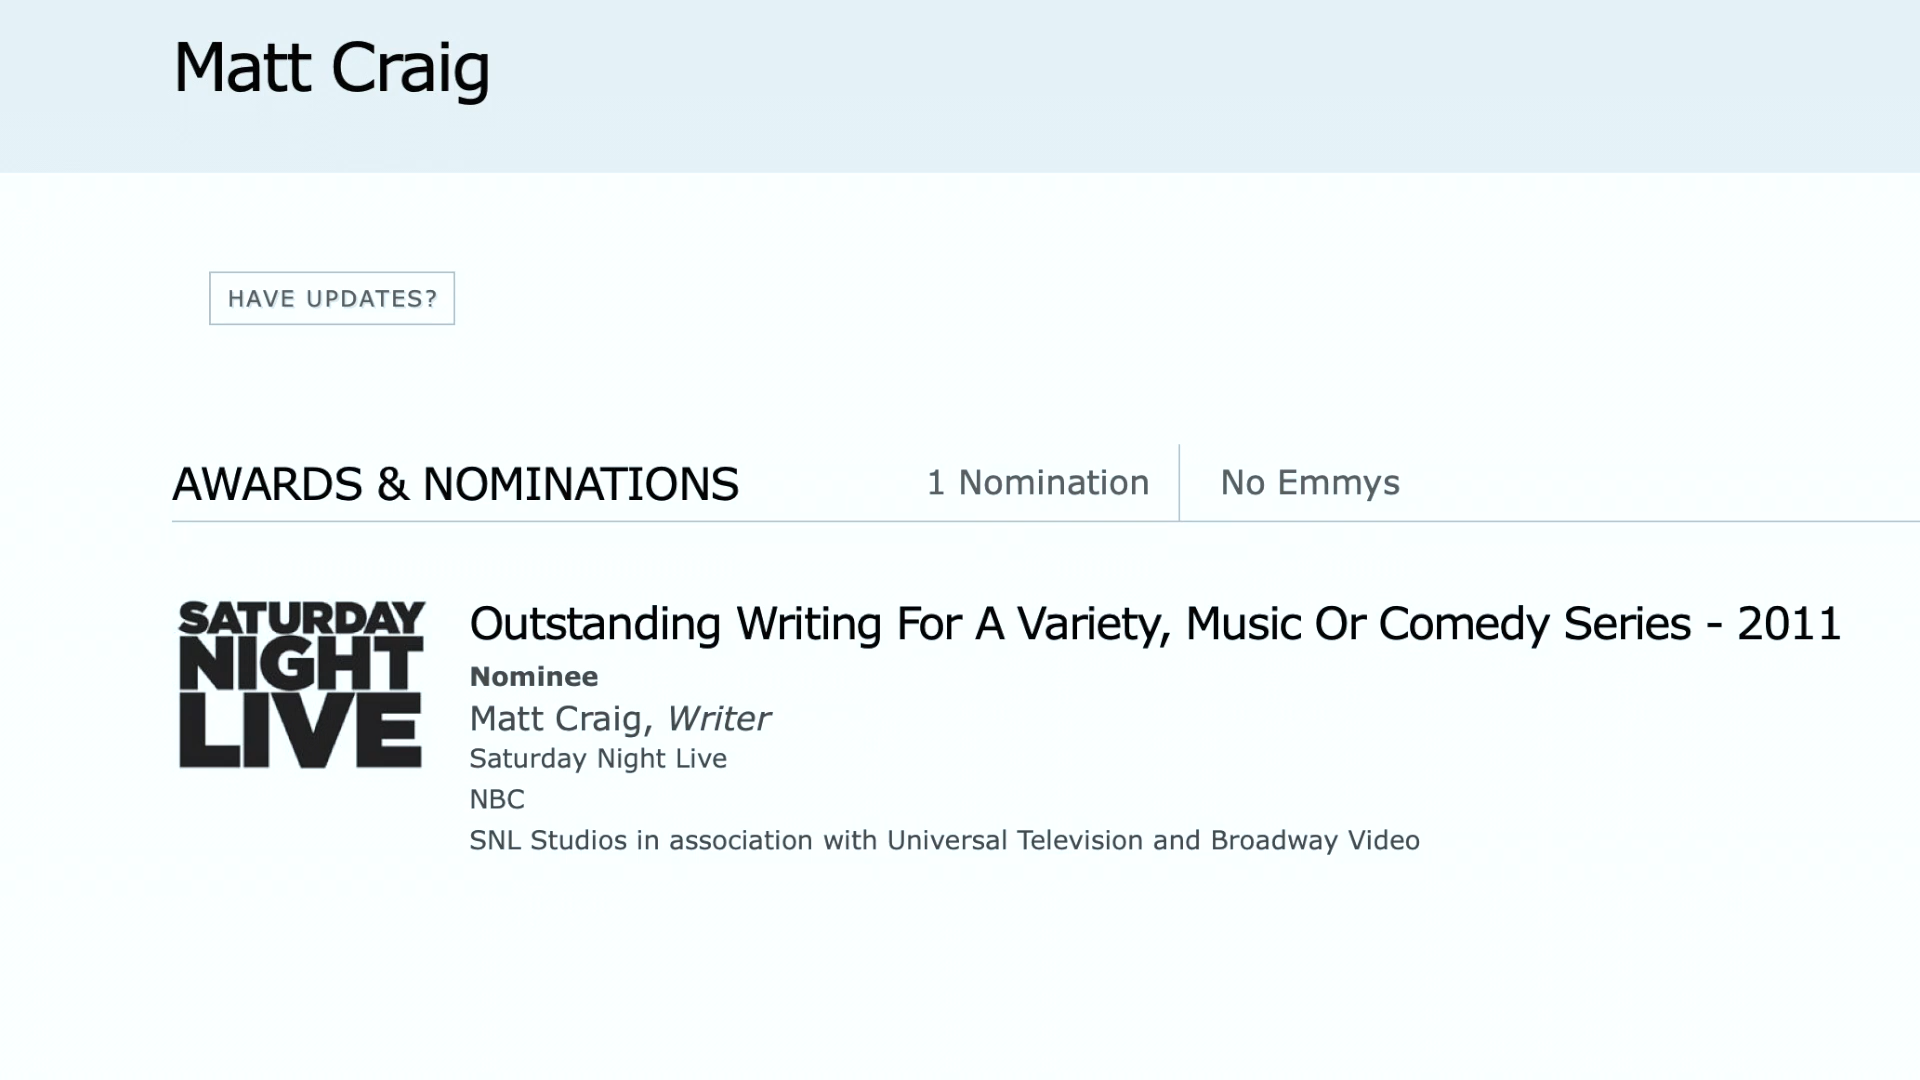 Matt Craig
HAVE UPDATES?
AWARDS & NOMINATIONS
1 Nomination
No Emmys
SATURDAY
NIGHT
LIVE
Outstanding Writing For A Variety, Music Or Comedy Series - 2011
Nominee
Matt Craig, Writer
Saturday Night Live
NBC
SNL Studios in association with Universal Television and Broadway Video